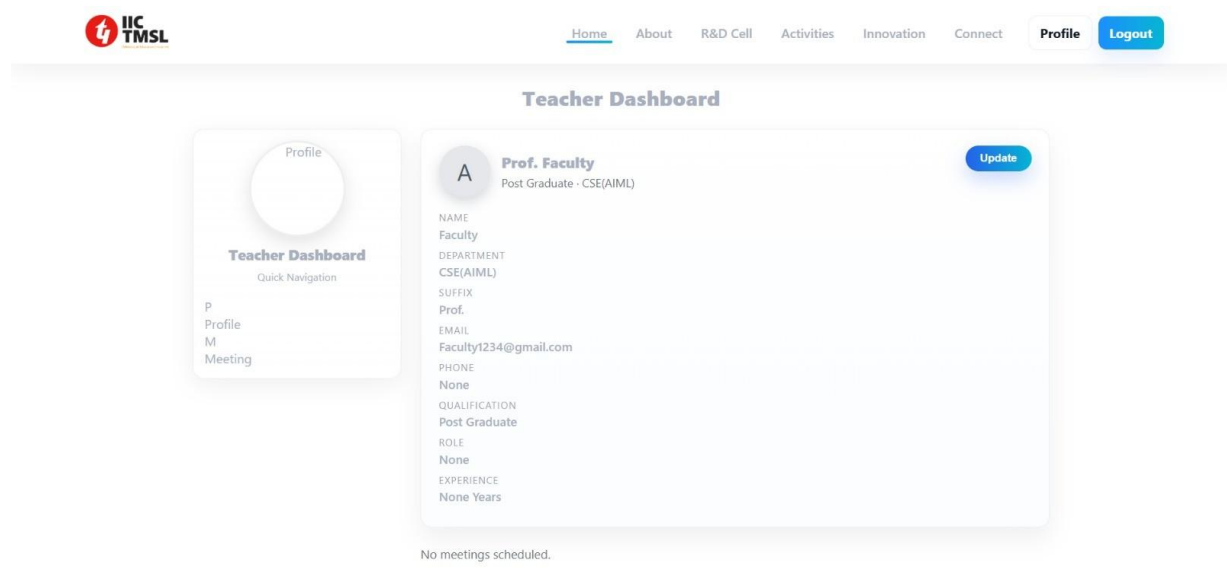 IIC
TMSL
Home About R&D Cell Activities Innovation Connect Profile Logout
Teacher Dashboard
Profile
Teacher Dashboard
Quick Navigation
P
Profile
M
Meeting
A
Prof. Faculty
Post Graduate · CSE(AIML)
Update
NAME
Faculty
DEPARTMENT
CSE(AIML)
SUFFIX
Prof.
EMAIL
Faculty1234@gmail.com
PHONE
None
QUALIFICATION
Post Graduate
ROLE
None
EXPERIENCE
None Years
No meetings scheduled.